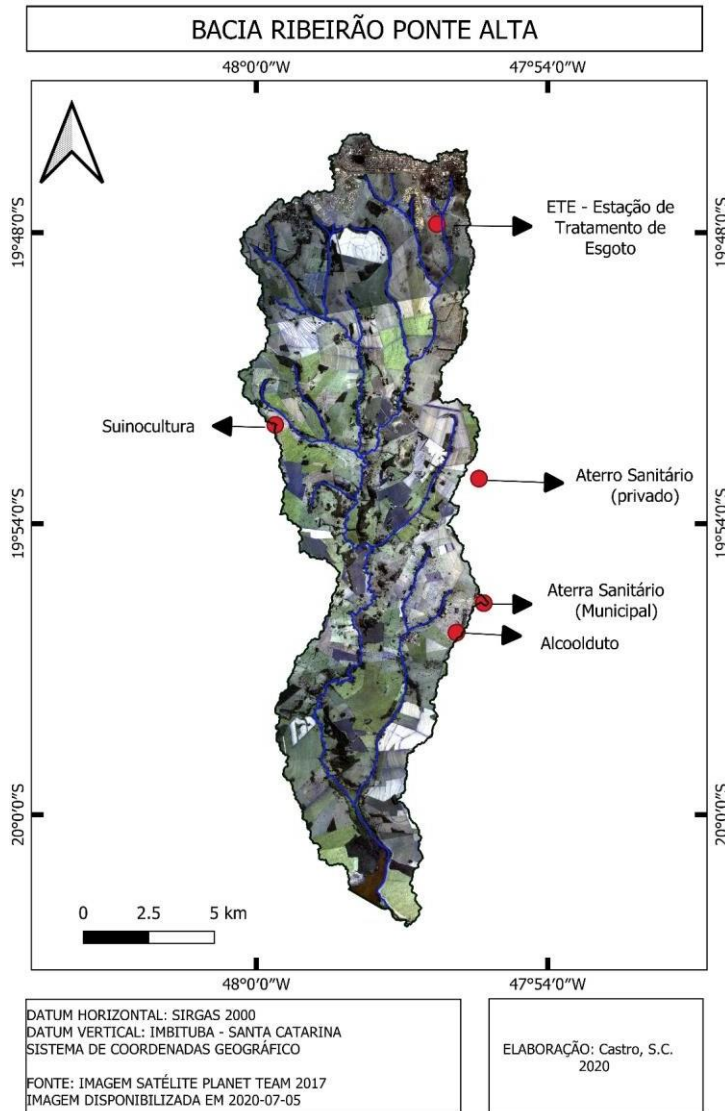 BACIA RIBEIRÃO PONTE ALTA
48°0'0"W
47°54'0"W
19°48'0"S
19°48'0"S
ETE - Estação de
Tratamento de
Esgoto
Suinocultura
Aterro Sanitário
(privado)
19°54'0"S
19°54'0"S
Aterra Sanitário
(Municipal)
Alcoolduto
20°0'0"S
20°0'0"S
0 2.5 5 km
48°0'0"W
47°54'0"W
DATUM HORIZONTAL: SIRGAS 2000
DATUM VERTICAL: IMBITUBA - SANTA CATARINA
SISTEMA DE COORDENADAS GEOGRÁFICO
FONTE: IMAGEM SATÉLITE PLANET TEAM 2017
IMAGEM DISPONIBILIZADA EM 2020-07-05
ELABORAÇÃO: Castro, S.C.
2020